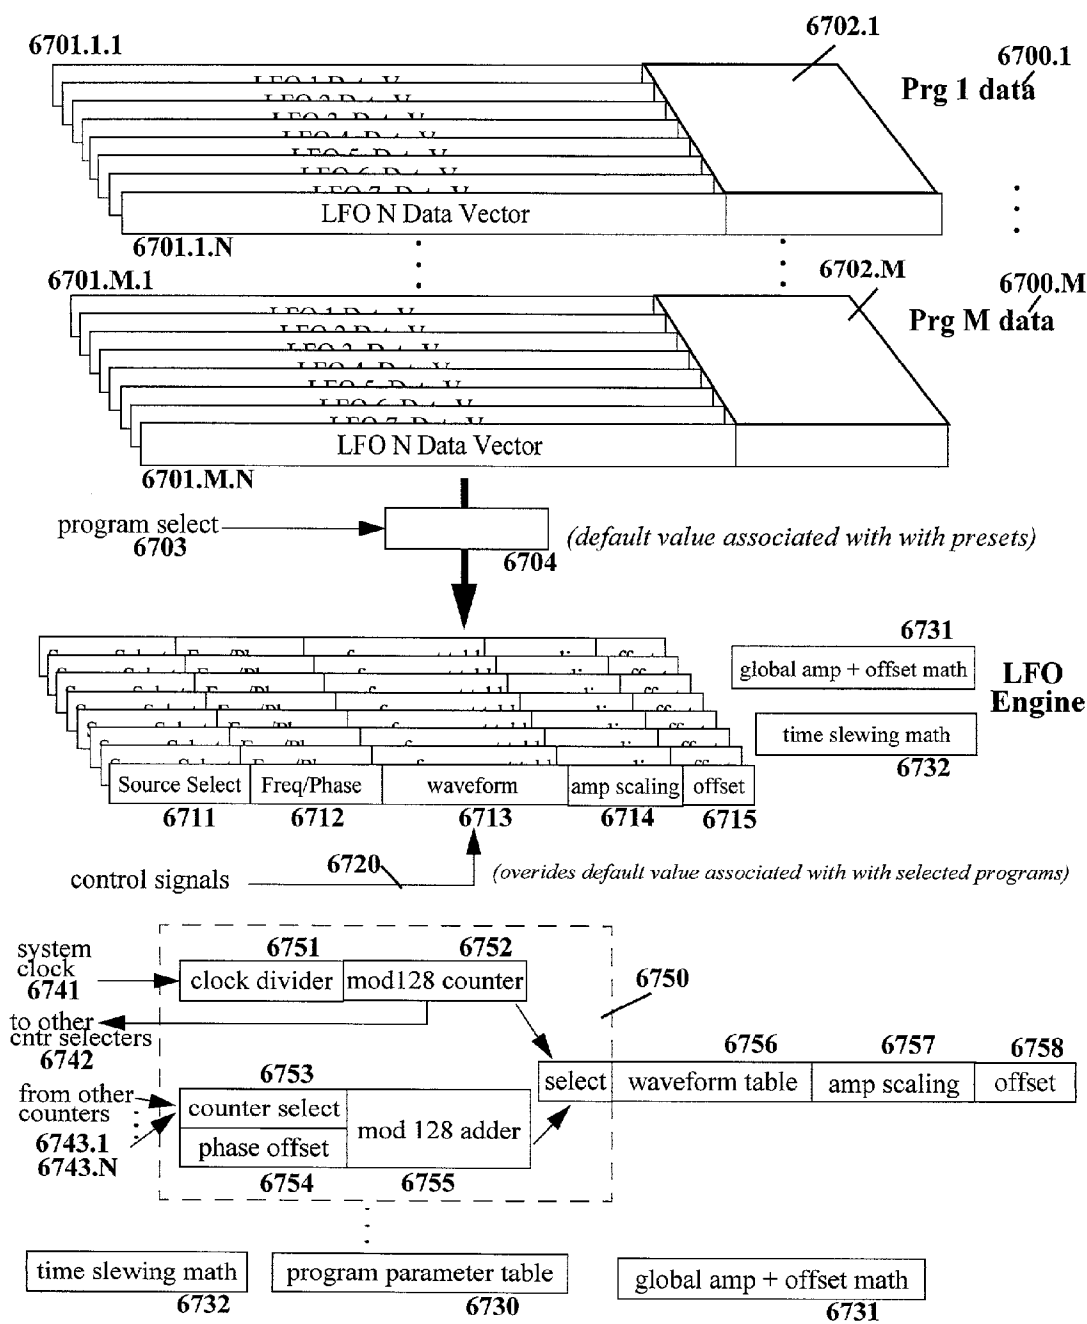 6701.1.1
6702.1
6700.1
Prg 1 data
LFO N Data Vector
6701.1.N
6701.M.1
6702.M
6700.M
Prg M data
LFO N Data Vector
6701.M.N
program select
6703
6704
(default value associated with with presets)
6731
global amp + offset math
LFO
Engine
time slewing math
6732
Source Select
Freq/Phase
waveform
amp scaling
offset
6711
6712
6713
6714
6715
6720
control signals
(overides default value associated with with selected programs)
system
clock
6741
6751
6752
clock divider
mod128 counter
6750
to other
cntr selecters
6742
from other
counters
6743.1
6743.N
6753
counter select
phase offset
mod 128 adder
6754
6755
6756
6757
6758
select
waveform table
amp scaling
offset
time slewing math
6732
program parameter table
6730
global amp + offset math
6731